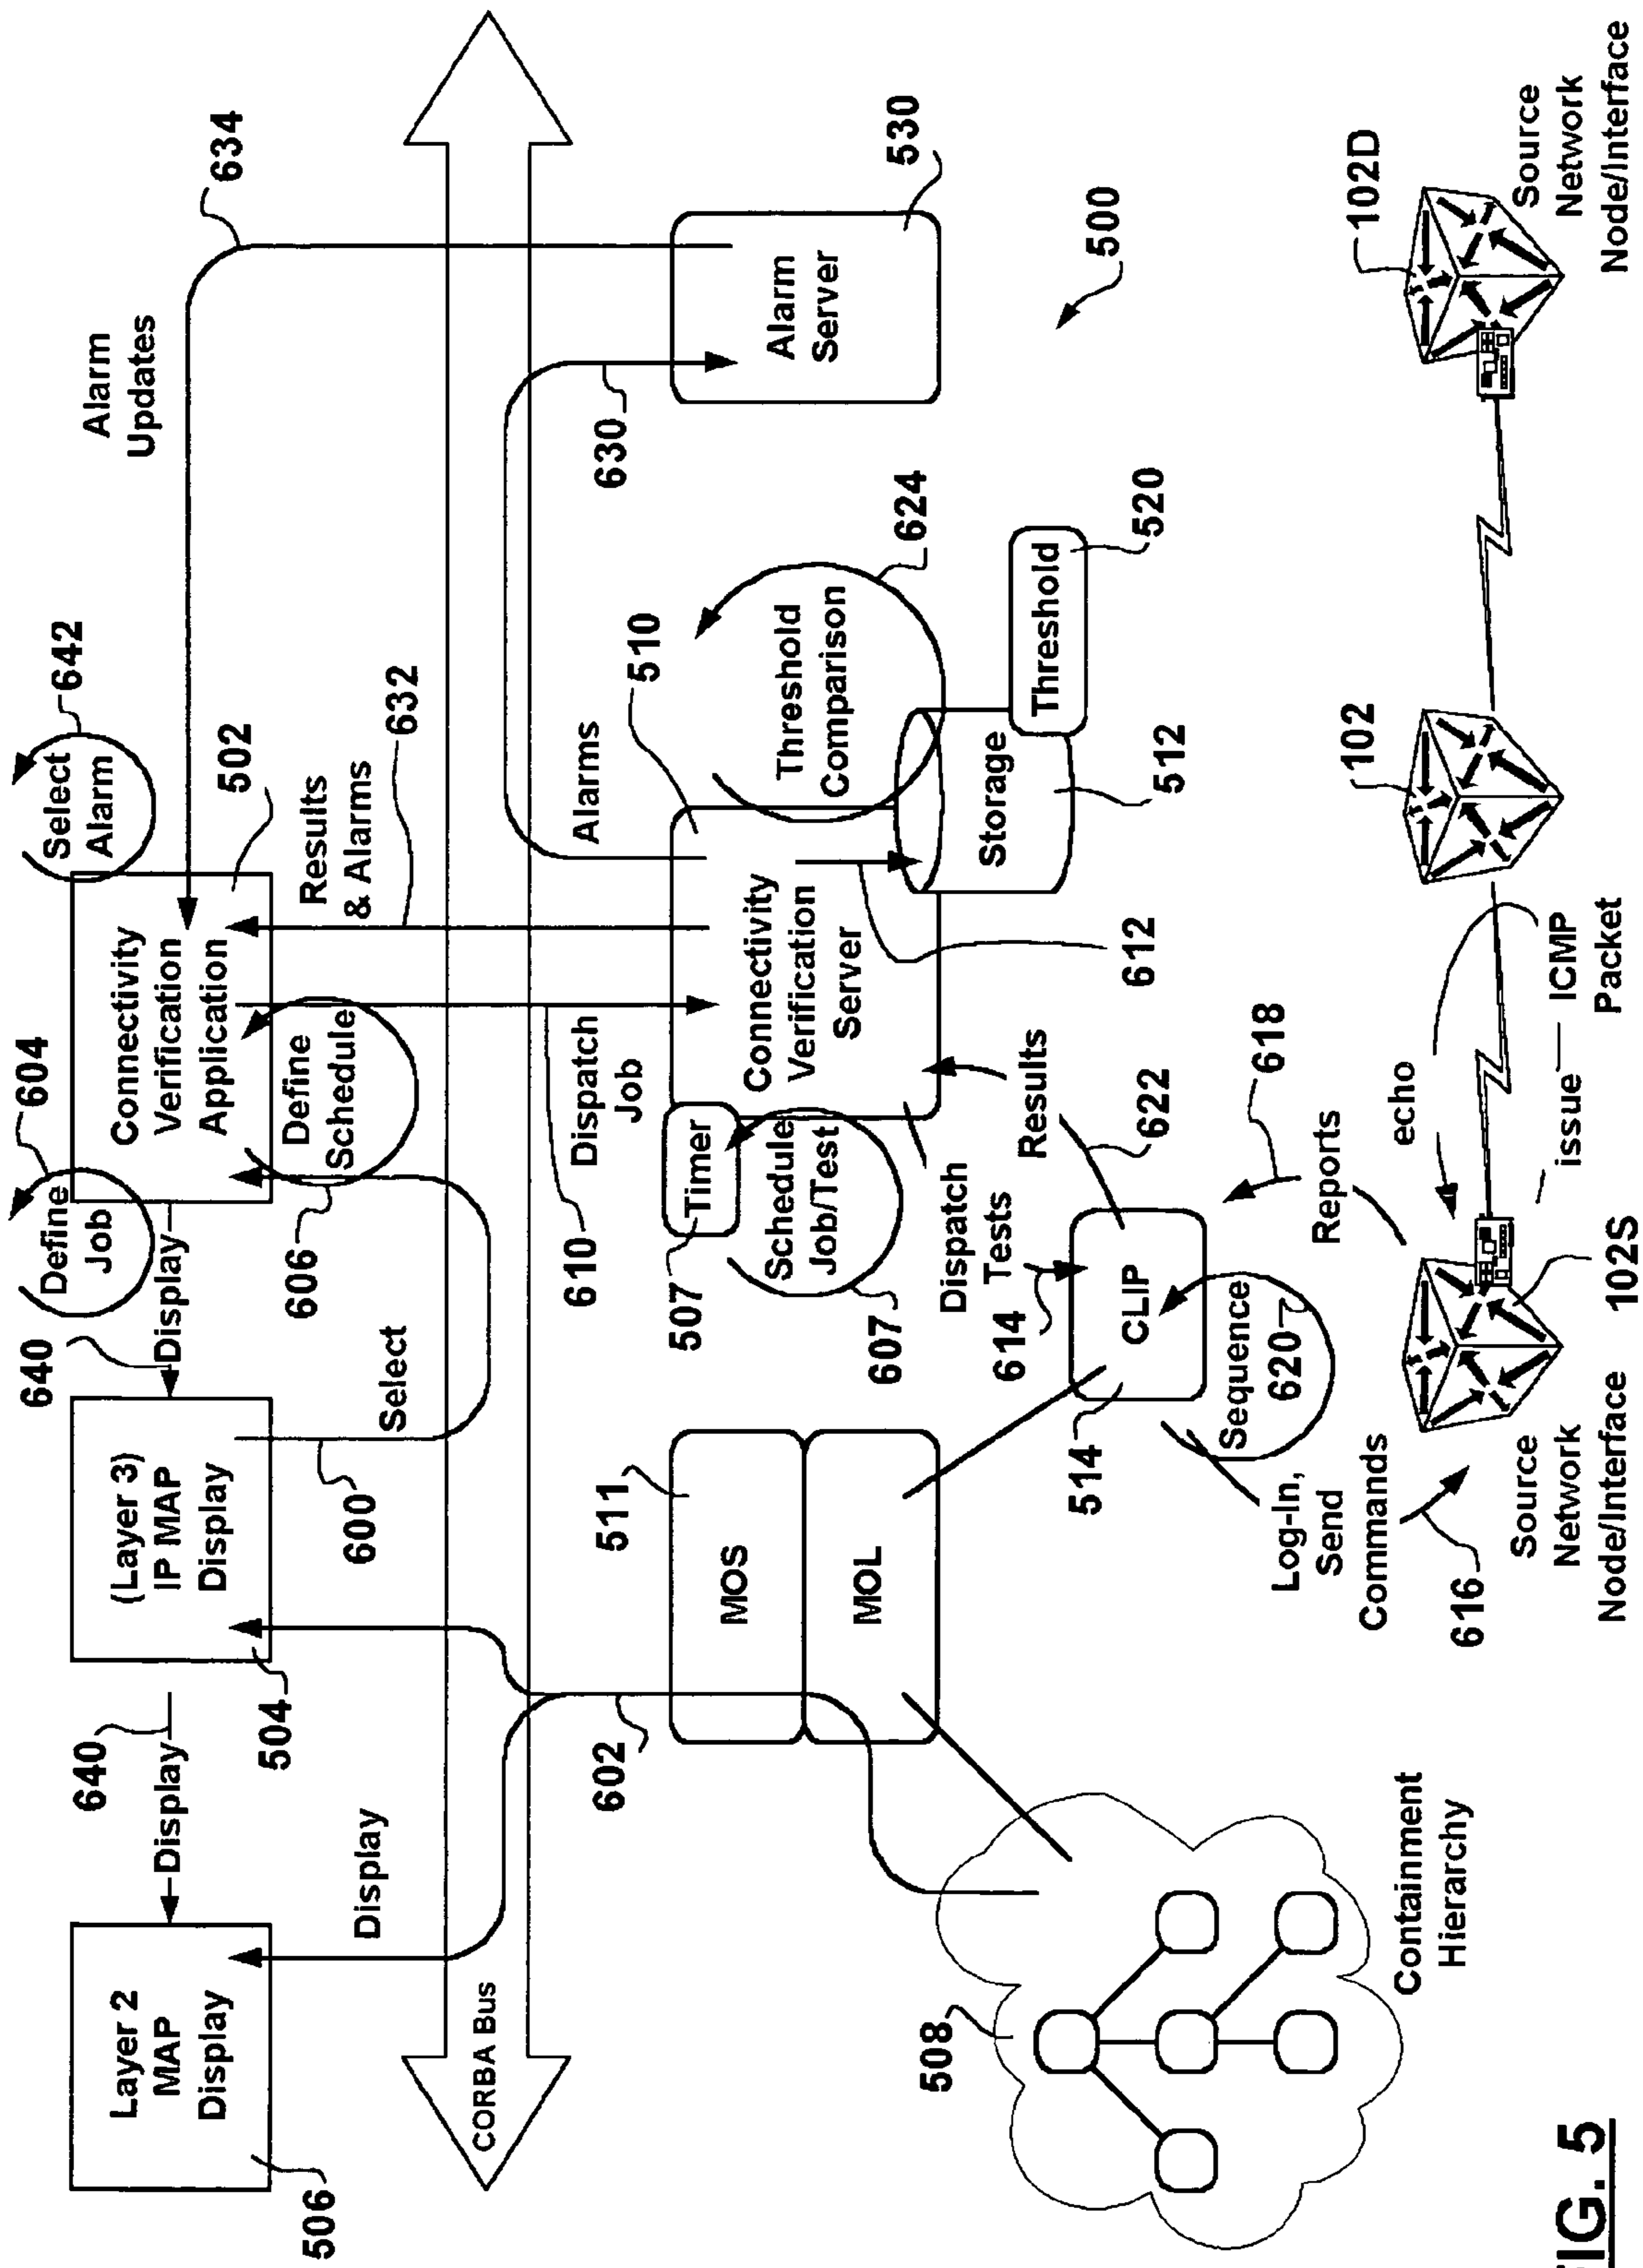 Layer 2
MAP
Display
506
Display
640
(Layer 3)
IP MAP
Display
504
Display
640
Define
Job
604
Connectivity
Verification
Application
502
Select
Alarm
642
Alarm
Updates
634
Display
Select
600
606
Define
Schedule
Results
& Alarms
632
CORBA Bus
602
610
Dispatch
Job
Alarms
630
MOS
511
MOL
507
Timer
Schedule
Job/Test
607
Connectivity
Verification
Server
510
Threshold
Comparison
624
Storage
512
Threshold
520
612
Alarm
Server
530
500
508
Containment
Hierarchy
Dispatch
Tests
614
Results
622
CLIP
514
Sequence
620
Log-In,
Send
Commands
616
Reports
618
echo
issue
ICMP
Packet
Source
Network
Node/Interface
102S
102
102D
Source
Network
Node/Interface
FIG. 5